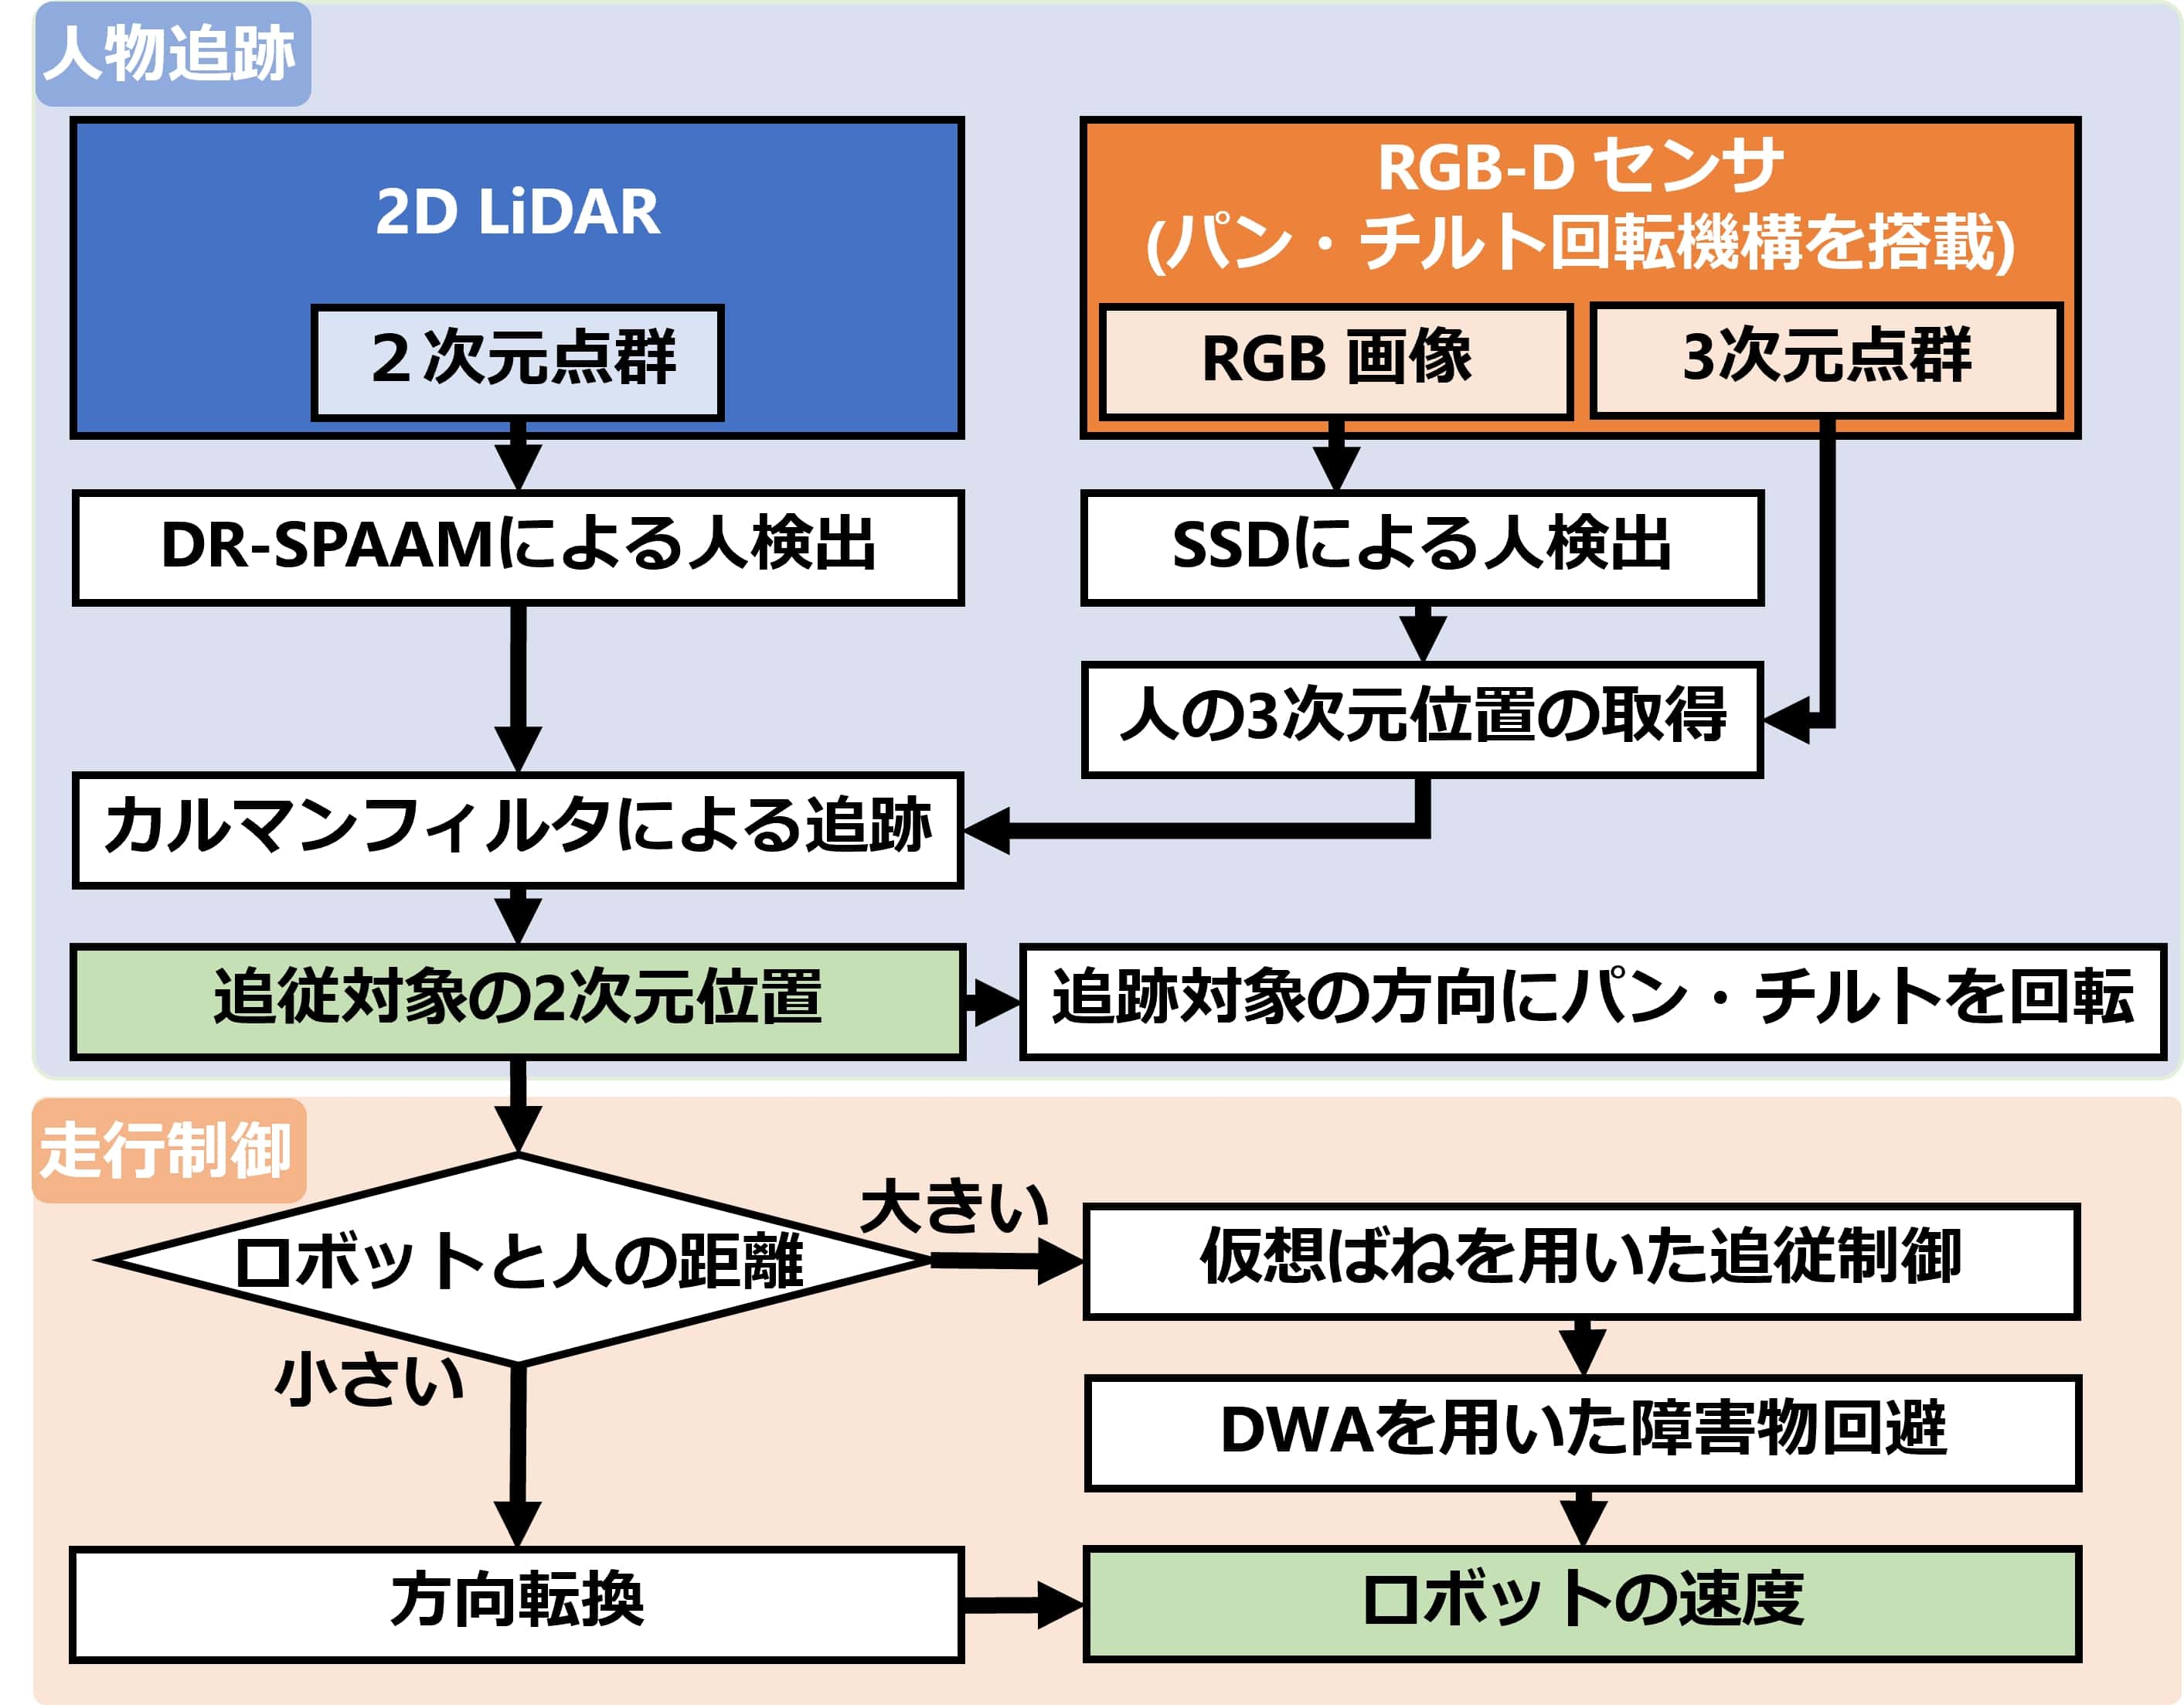 人物追跡
2D LiDAR
２次元点群
RGB-D センサ
(パン・チルト回転機構を搭載)
RGB 画像
3次元点群
DR-SPAAMによる人検出
SSDによる人検出
人の3次元位置の取得
カルマンフィルタによる追跡
追従対象の2次元位置
追跡対象の方向にパン・チルトを回転
走行制御
ロボットと人の距離
大きい
小さい
仮想ばねを用いた追従制御
DWAを用いた障害物回避
方向転換
ロボットの速度